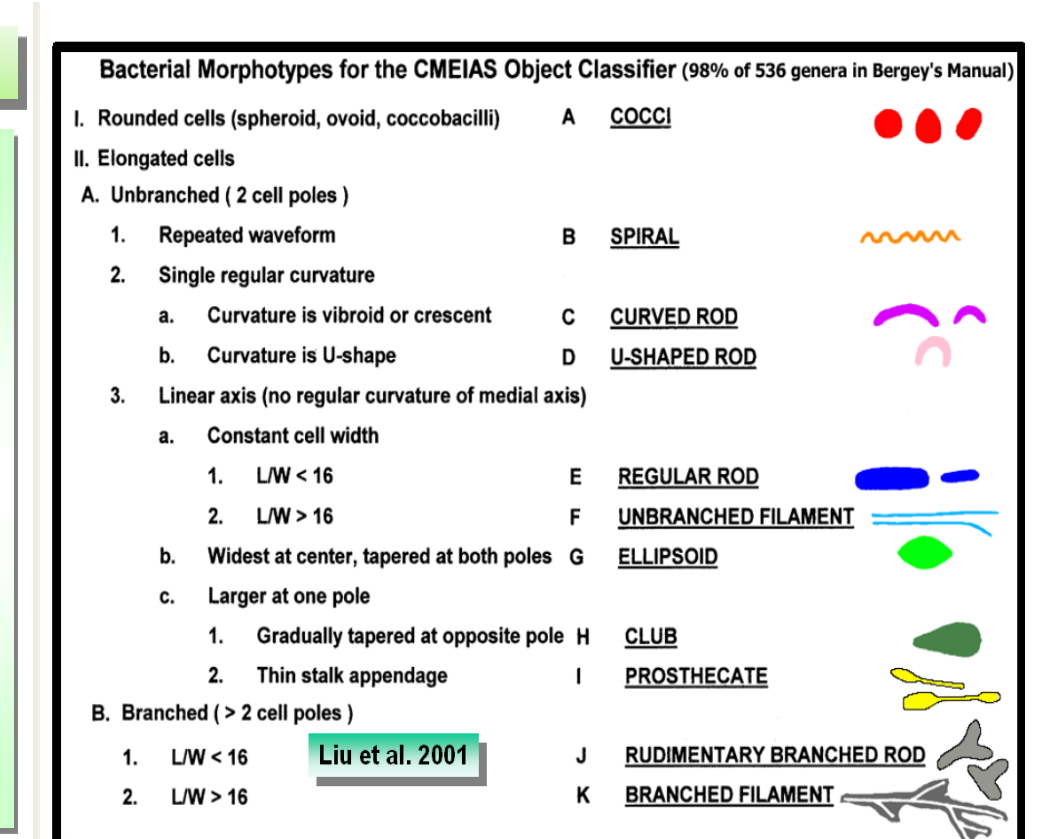 Bacterial Morphotypes for the CMEIAS Object Classifier (98% of 536 genera in Bergey's Manual)
I. Rounded cells (spheroid, ovoid, coccobacilli) A COCCI
II. Elongated cells
A. Unbranched ( 2 cell poles )
1. Repeated waveform B SPIRAL
2. Single regular curvature
a. Curvature is vibroid or crescent C CURVED ROD
b. Curvature is U-shape D U-SHAPED ROD
3. Linear axis (no regular curvature of medial axis)
a. Constant cell width
1. L/W < 16 E REGULAR ROD
2. L/W > 16 F UNBRANCHED FILAMENT
b. Widest at center, tapered at both poles G ELLIPSOID
c. Larger at one pole
1. Gradually tapered at opposite pole H CLUB
2. Thin stalk appendage I PROSTHECATE
B. Branched ( > 2 cell poles )
1. L/W < 16 Liu et al. 2001 J RUDIMENTARY BRANCHED ROD
2. L/W > 16 K BRANCHED FILAMENT